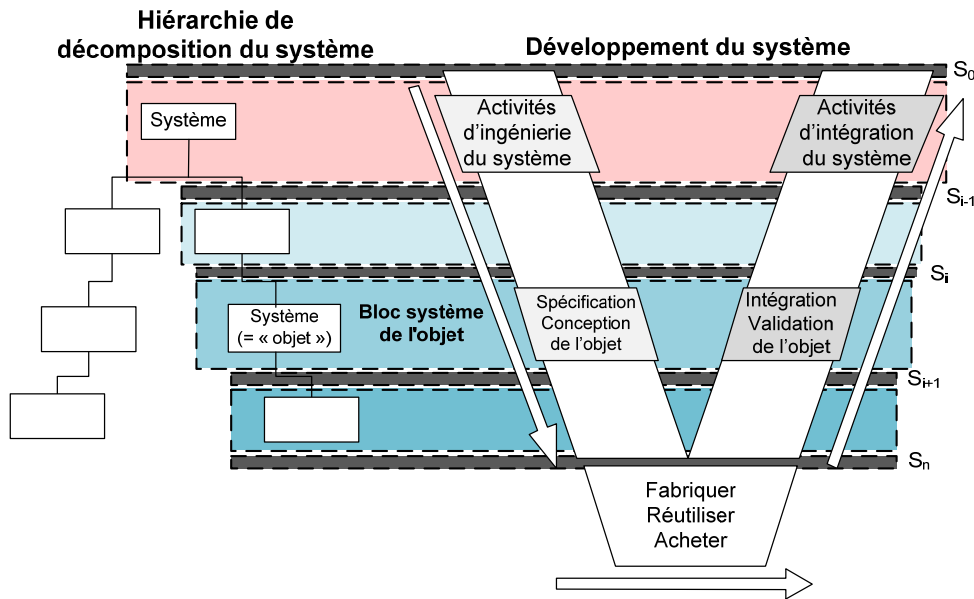 Hiérarchie de
décomposition du système
Développement du système
S0
Système
Activités
d'ingénierie
du système
Activités
d'intégration
du système
Si-1
Si
Système
(= « objet »)
Bloc système
de l'objet
Spécification
Conception
de l'objet
Intégration
Validation
de l'objet
Si+1
Sn
Fabriquer
Réutiliser
Acheter